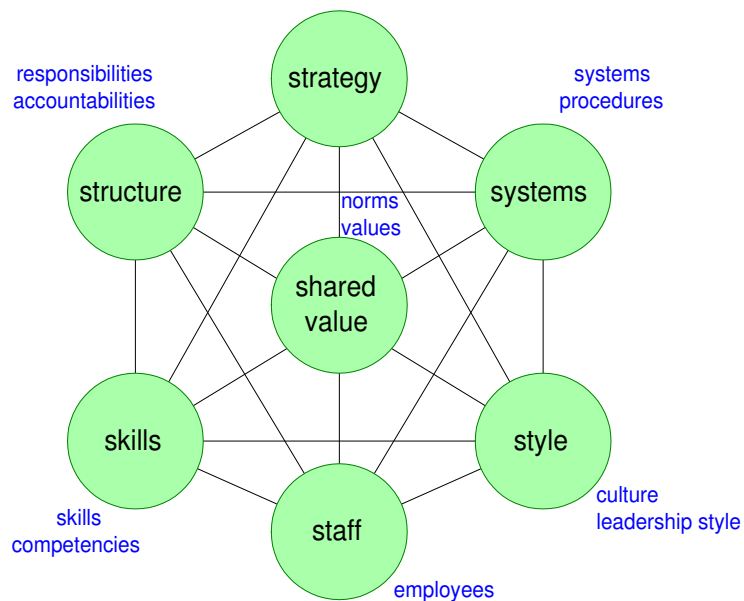 responsibilities
accountabilities
strategy
systems
procedures
structure
norms
values
systems
shared
value
skills
style
skills
competencies
staff
culture
leadership style
employees